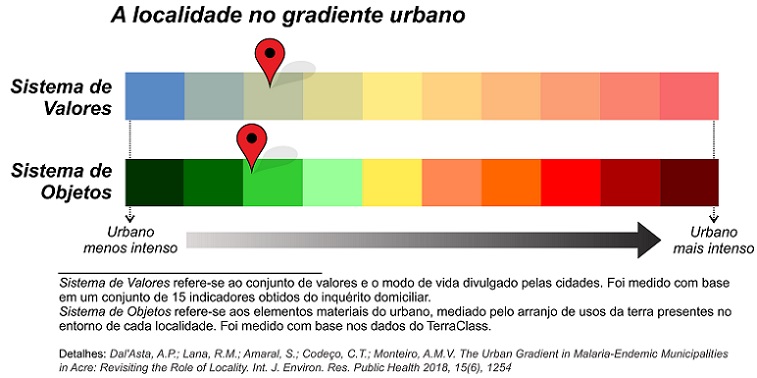 A localidade no gradiente urbano
Sistema de
Valores
Sistema de
Objetos
Urbano
menos intenso
Urbano
mais intenso
Sistema de Valores refere-se ao conjunto de valores e o modo de vida divulgado pelas cidades. Foi medido com base
em um conjunto de 15 indicadores obtidos do inquérito domiciliar.
Sistema de Objetos refere-se aos elementos materiais do urbano, mediado pelo arranjo de usos da terra presentes no
entorno de cada localidade. Foi medido com base nos dados do TerraClass.
Detalhes: Dal'Asta, A.P.; Lana, R.M.; Amaral, S.; Codeço, C.T.; Monteiro, A.M.V. The Urban Gradient in Malaria-Endemic Municipalities
in Acre: Revisiting the Role of Locality. Int. J. Environ. Res. Public Health 2018, 15(6), 1254